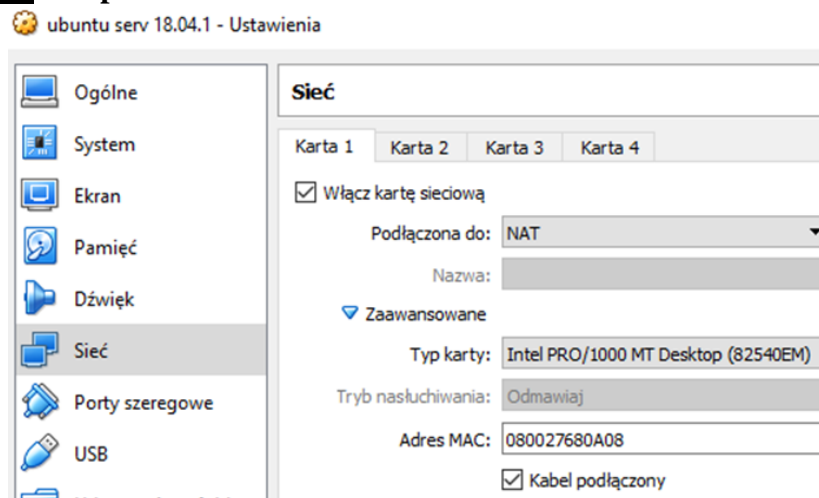 ubuntu serv 18.04.1 - Ustawienia
Ogólne
System
Ekran
Pamięć
Dźwięk
Sieć
Porty szeregowe
USB
Sieć
Karta 1 Karta 2 Karta 3 Karta 4
Włącz kartę sieciową
Podłączona do: NAT
Nazwa:
Zaawansowane
Typ karty: Intel PRO/1000 MT Desktop (82540EM)
Tryb nasłuchiwania: Odmawiaj
Adres MAC: 080027680A08
Kabel podłączony